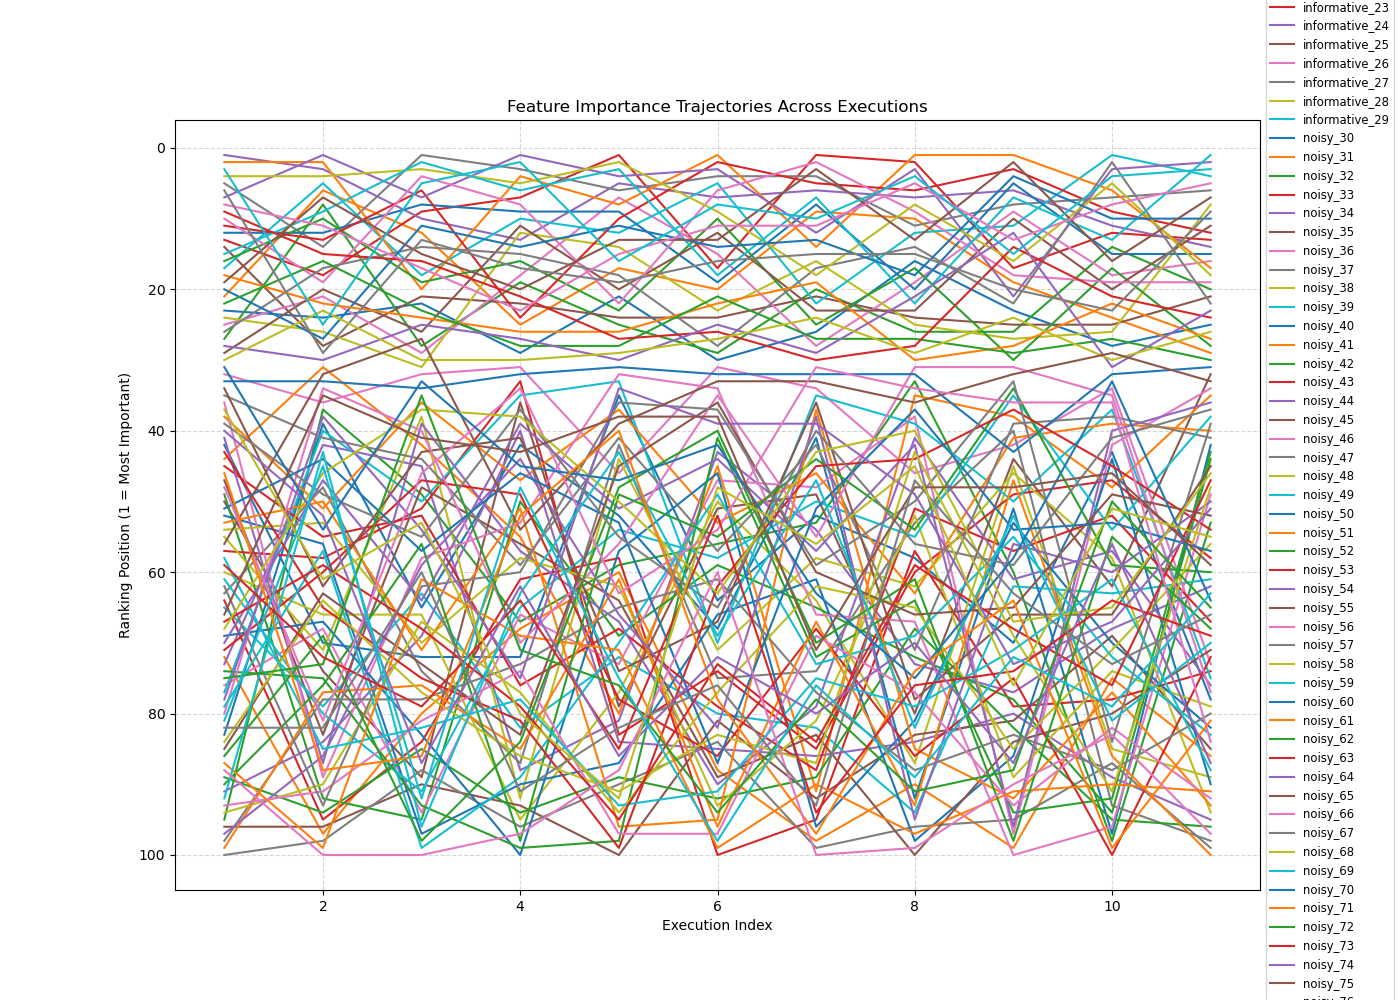 Feature Importance Trajectories Across Executions
Ranking Position (1 = Most Important)
0
20
40
60
80
100
2
4
6
8
10
Execution Index
informative_23
informative_24
informative_25
informative_26
informative_27
informative_28
informative_29
noisy_30
noisy_31
noisy_32
noisy_33
noisy_34
noisy_35
noisy_36
noisy_37
noisy_38
noisy_39
noisy_40
noisy_41
noisy_42
noisy_43
noisy_44
noisy_45
noisy_46
noisy_47
noisy_48
noisy_49
noisy_50
noisy_51
noisy_52
noisy_53
noisy_54
noisy_55
noisy_56
noisy_57
noisy_58
noisy_59
noisy_60
noisy_61
noisy_62
noisy_63
noisy_64
noisy_65
noisy_66
noisy_67
noisy_68
noisy_69
noisy_70
noisy_71
noisy_72
noisy_73
noisy_74
noisy_75